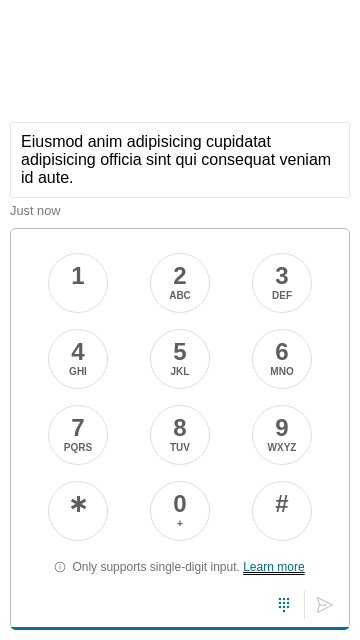 Eiusmod anim adipisicing cupidatat
adipisicing officia sint qui consequat veniam
id aute.
Just now
1 2 3
ABC DEF
4 5 6
GHI JKL MNO
7 8 9
PQRS TUV WXYZ
* 0 #
+
Only supports single-digit input. Learn more